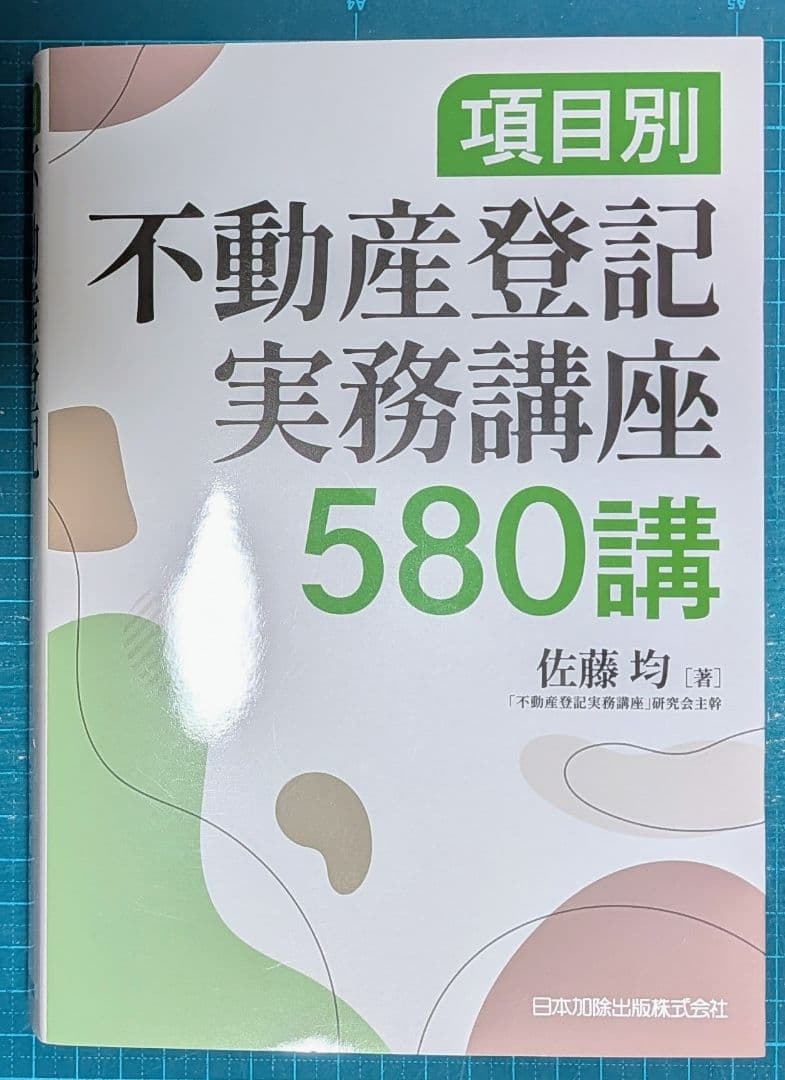 A4
A5
項目別
不動産登記
実務講座
580講
佐藤 均[著]
「不動産登記実務講座」研究会主幹
日本加除出版株式会社